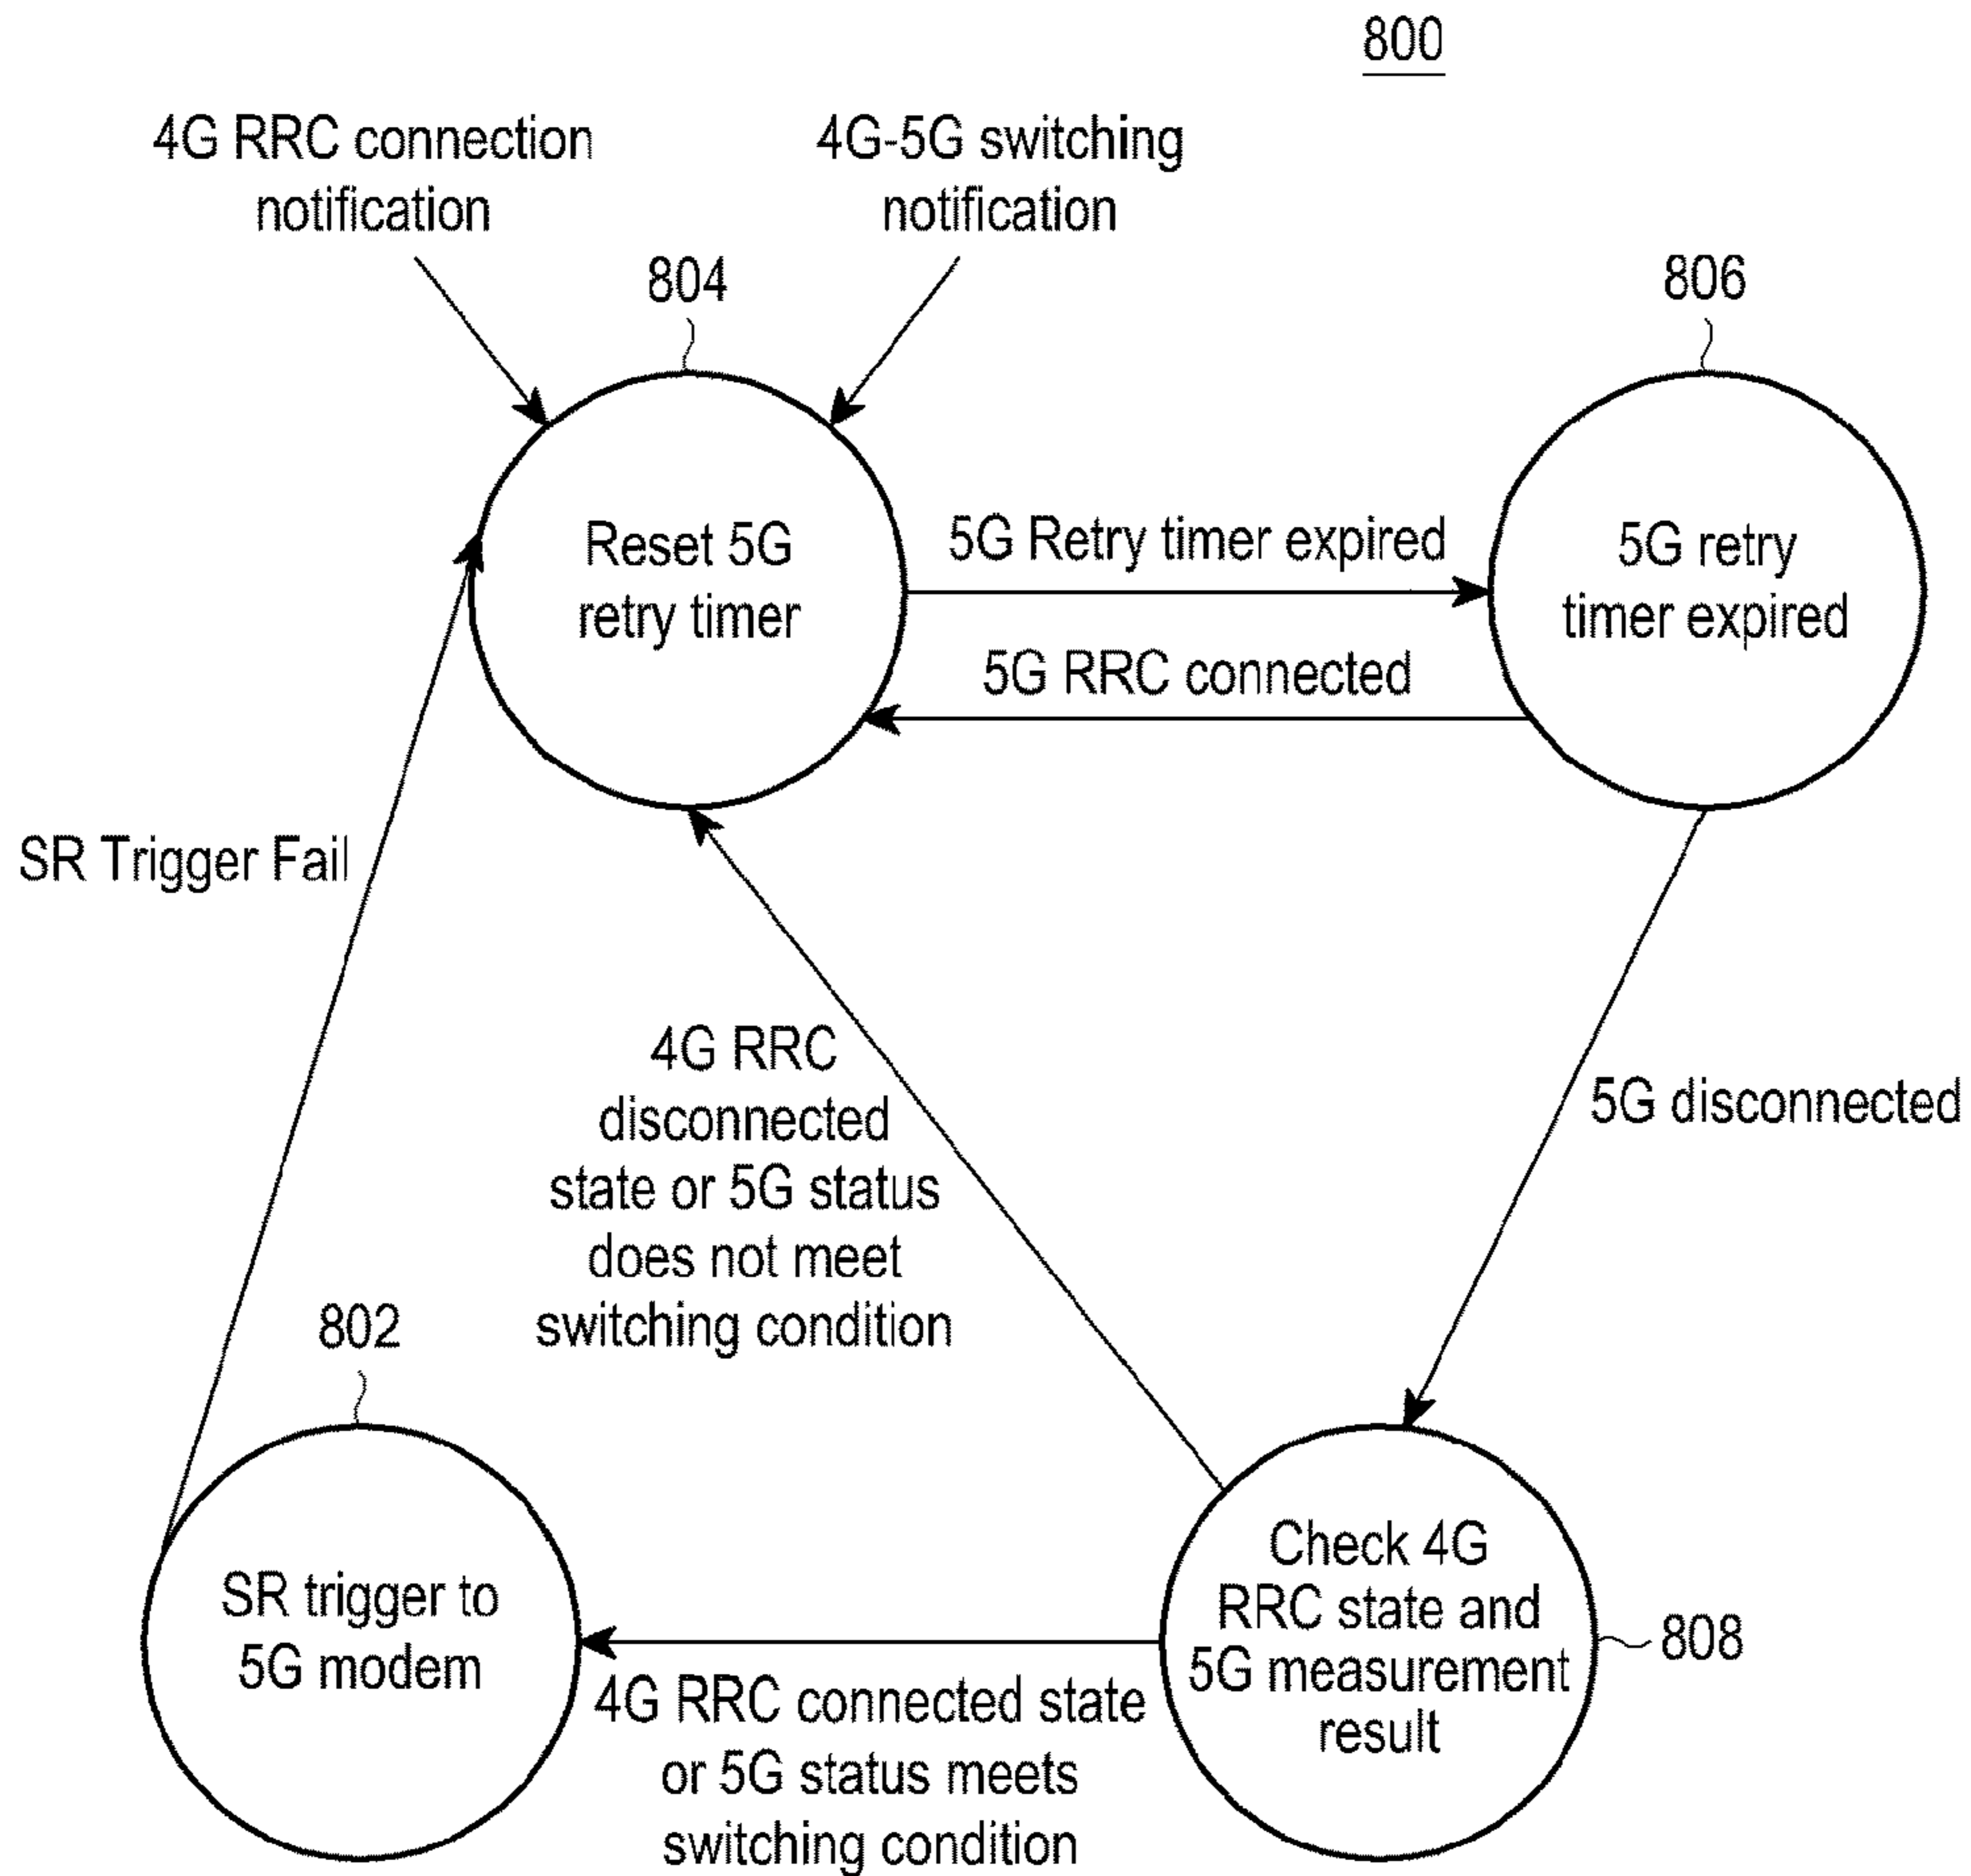 800
4G RRC connection
notification
4G-5G switching
notification
804
806
Reset 5G
retry timer
5G Retry timer expired
5G RRC connected
5G retry
timer expired
SR Trigger Fail
4G RRC
disconnected
state or 5G status
does not meet
switching condition
5G disconnected
802
SR trigger to
5G modem
4G RRC connected state
or 5G status meets
switching condition
Check 4G
RRC state and
5G measurement
result
808